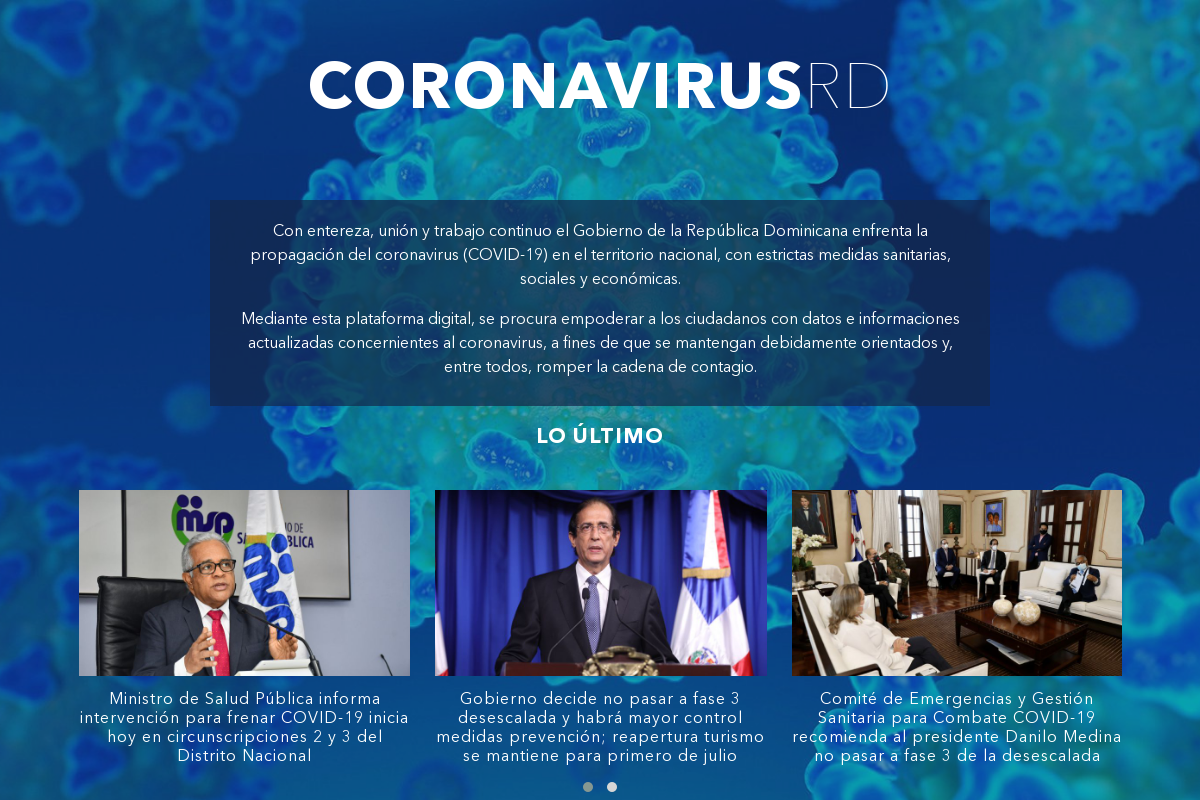 CORONAVIRUSRD
Con entereza, unión y trabajo continuo el Gobierno de la República Dominicana enfrenta la
propagación del coronavirus (COVID-19) en el territorio nacional, con estrictas medidas sanitarias,
sociales y económicas.
Mediante esta plataforma digital, se procura empoderar a los ciudadanos con datos e informaciones
actualizadas concernientes al coronavirus, a fines de que se mantengan debidamente orientados y,
entre todos, romper la cadena de contagio.
LO ÚLTIMO
msp
Ministro de Salud Pública informa
intervención para frenar COVID-19 inicia
hoy en circunscripciones 2 y 3 del
Distrito Nacional
Gobierno decide no pasar a fase 3
desescalada y habrá mayor control
medidas prevención; reapertura turismo
se mantiene para primero de julio
Comité de Emergencias y Gestión
Sanitaria para Combate COVID-19
recomienda al presidente Danilo Medina
no pasar a fase 3 de la desescalada